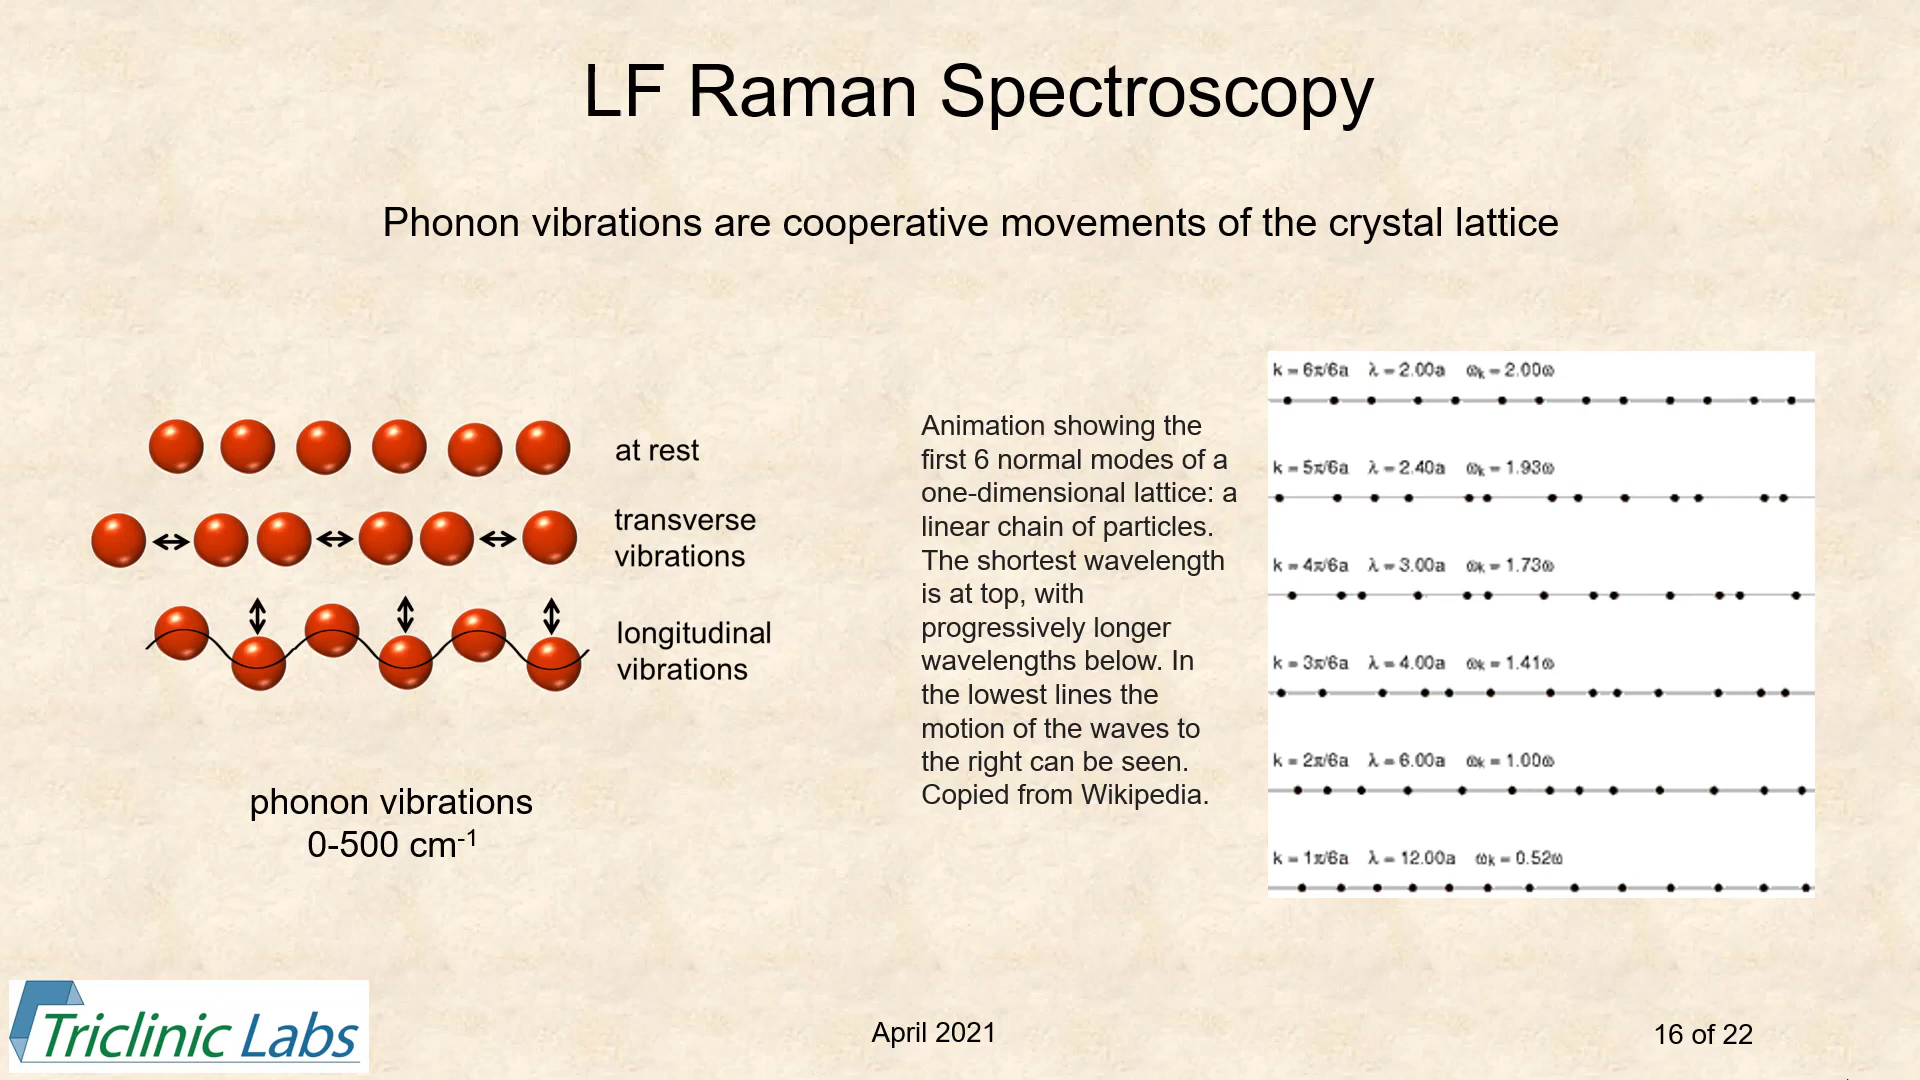 LF Raman Spectroscopy
Phonon vibrations are cooperative movements of the crystal lattice
at rest
transverse
vibrations
longitudinal
vibrations
phonon vibrations
0-500 cm⁻¹
Animation showing the
first 6 normal modes of a
one-dimensional lattice: a
linear chain of particles.
The shortest wavelength
is at top, with
progressively longer
wavelengths below. In
the lowest lines the
motion of the waves to
the right can be seen.
Copied from Wikipedia.
k = 6π/6a λ = 2.00a ωₖ = 2.00ω
k = 5π/6a λ = 2.40a ωₖ = 1.93ω
k = 4π/6a λ = 3.00a ωₖ = 1.73ω
k = 3π/6a λ = 4.00a ωₖ = 1.41ω
k = 2π/6a λ = 6.00a ωₖ = 1.00ω
k = 1π/6a λ = 12.00a ωₖ = 0.52ω
Triclinic Labs
April 2021
16 of 22